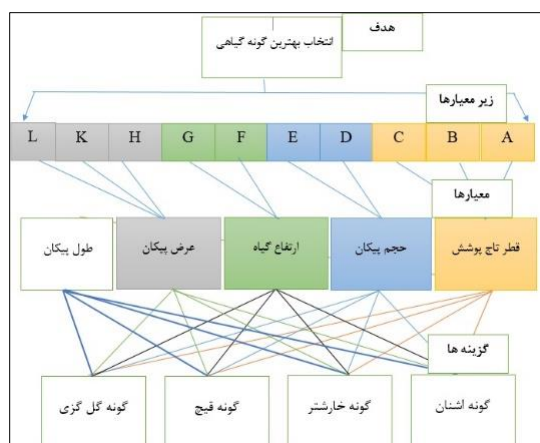 هدف
انتخاب بهترین گونه گیاهی
زیر معیارها
A B C D E F G H K L
معیارها
قطر تاج پوشش
حجم پیکان
ارتفاع گیاه
عرض پیکان
طول پیکان
گزینه ها
گونه اشنان
گونه خارشتر
گونه قیچ
گونه گل گزی